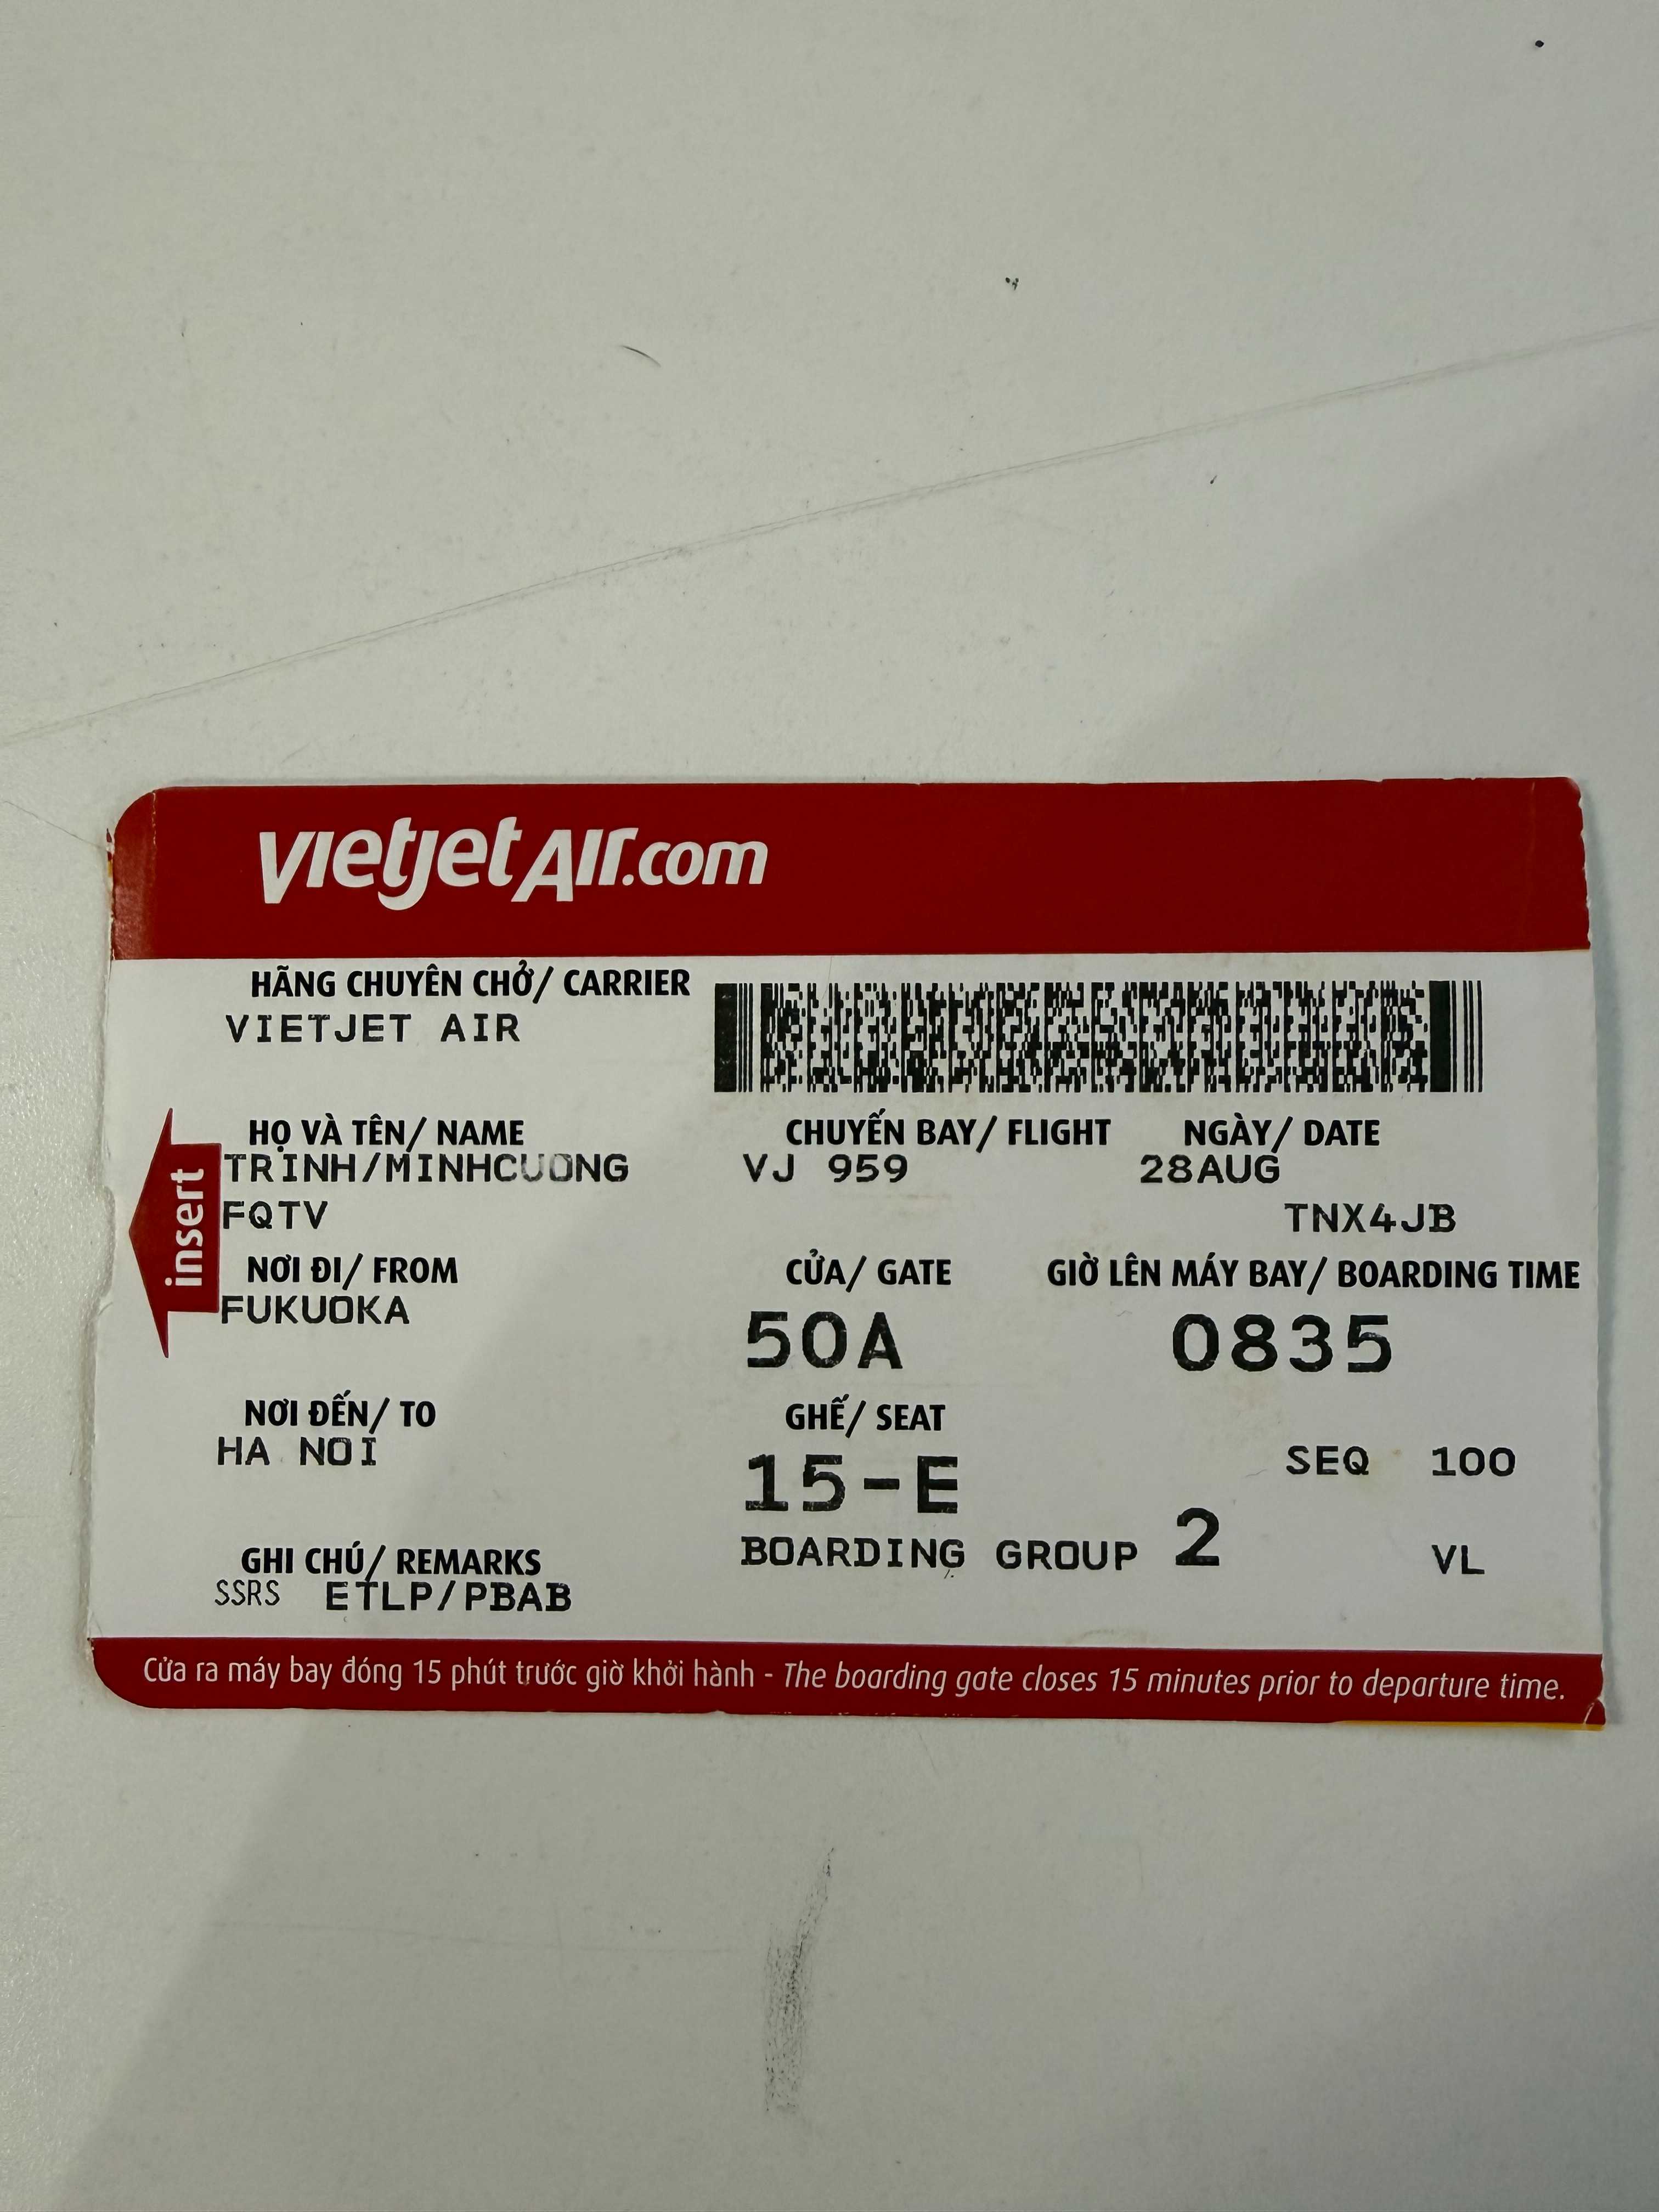 vietjetAir.com
HÃNG CHUYÊN CHỞ/ CARRIER
VIETJET AIR
HỌ VÀ TÊN/ NAME CHUYẾN BAY/ FLIGHT NGÀY/ DATE
TRINH/MINHCUONG VJ 959 28AUG
FQTV TNX4JB
insert
NƠI ĐI/ FROM CỬA/ GATE GIỜ LÊN MÁY BAY/ BOARDING TIME
FUKUOKA 50A 0835
NƠI ĐẾN/ TO GHẾ/ SEAT
HA NOI 15-E SEQ 100
BOARDING GROUP 2 VL
GHI CHÚ/ REMARKS
SSRS ETLP/PBAB
Cửa ra máy bay đóng 15 phút trước giờ khởi hành - The boarding gate closes 15 minutes prior to departure time.